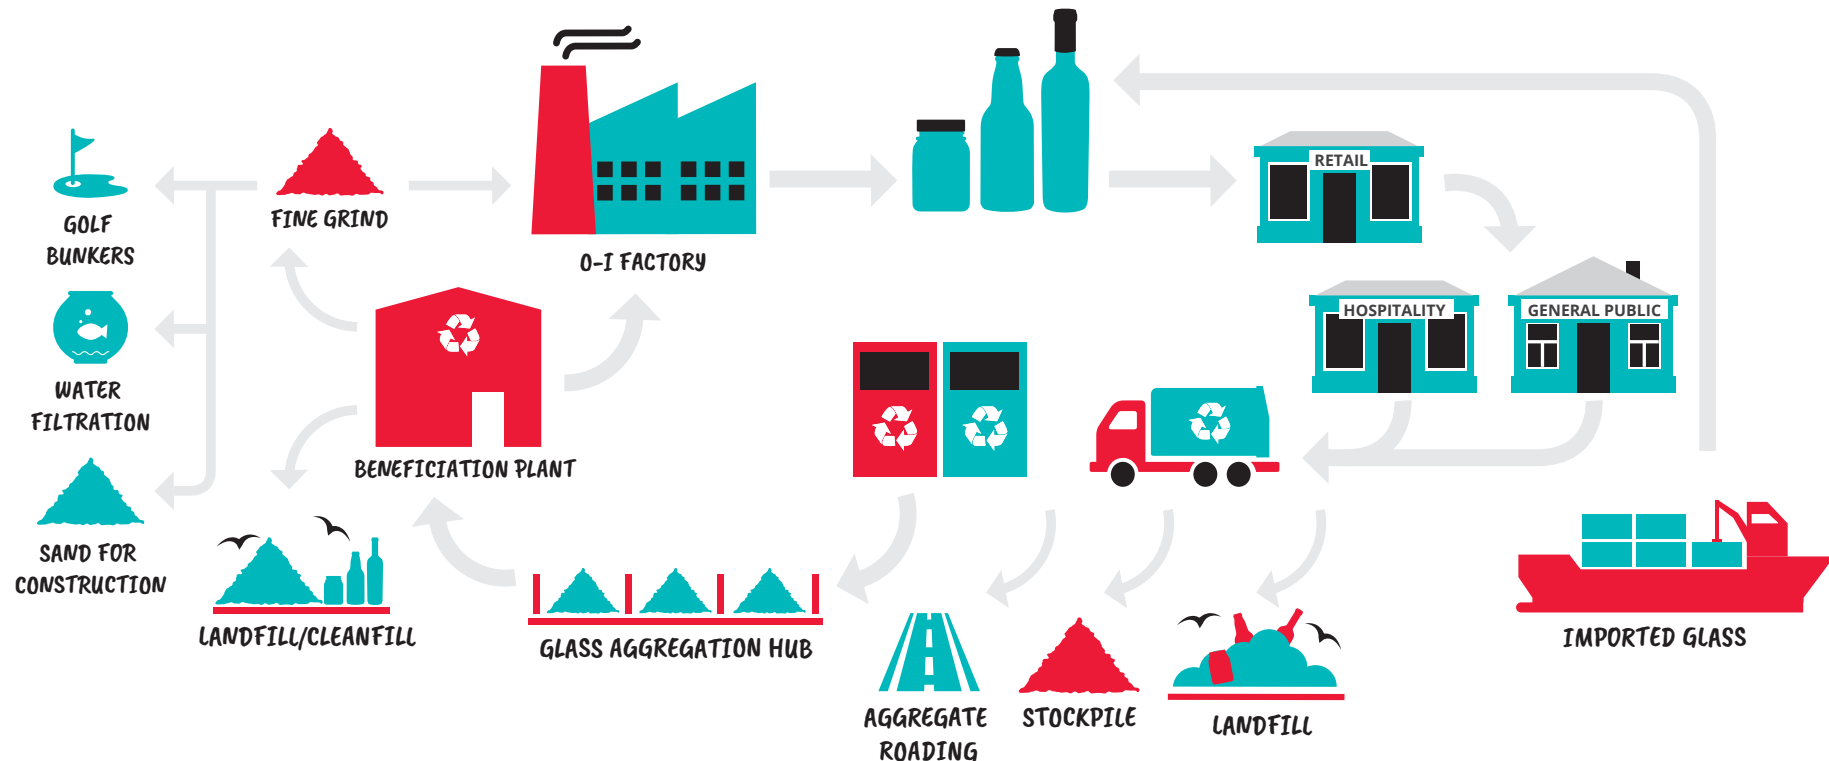 RETAIL
GOLF
BUNKERS
FINE GRIND
O-I FACTORY
HOSPITALITY
GENERAL PUBLIC
WATER
FILTRATION
BENEFICIATION PLANT
SAND FOR
CONSTRUCTION
LANDFILL/CLEANFILL
GLASS AGGREGATION HUB
IMPORTED GLASS
AGGREGATE
ROADING
STOCKPILE
LANDFILL